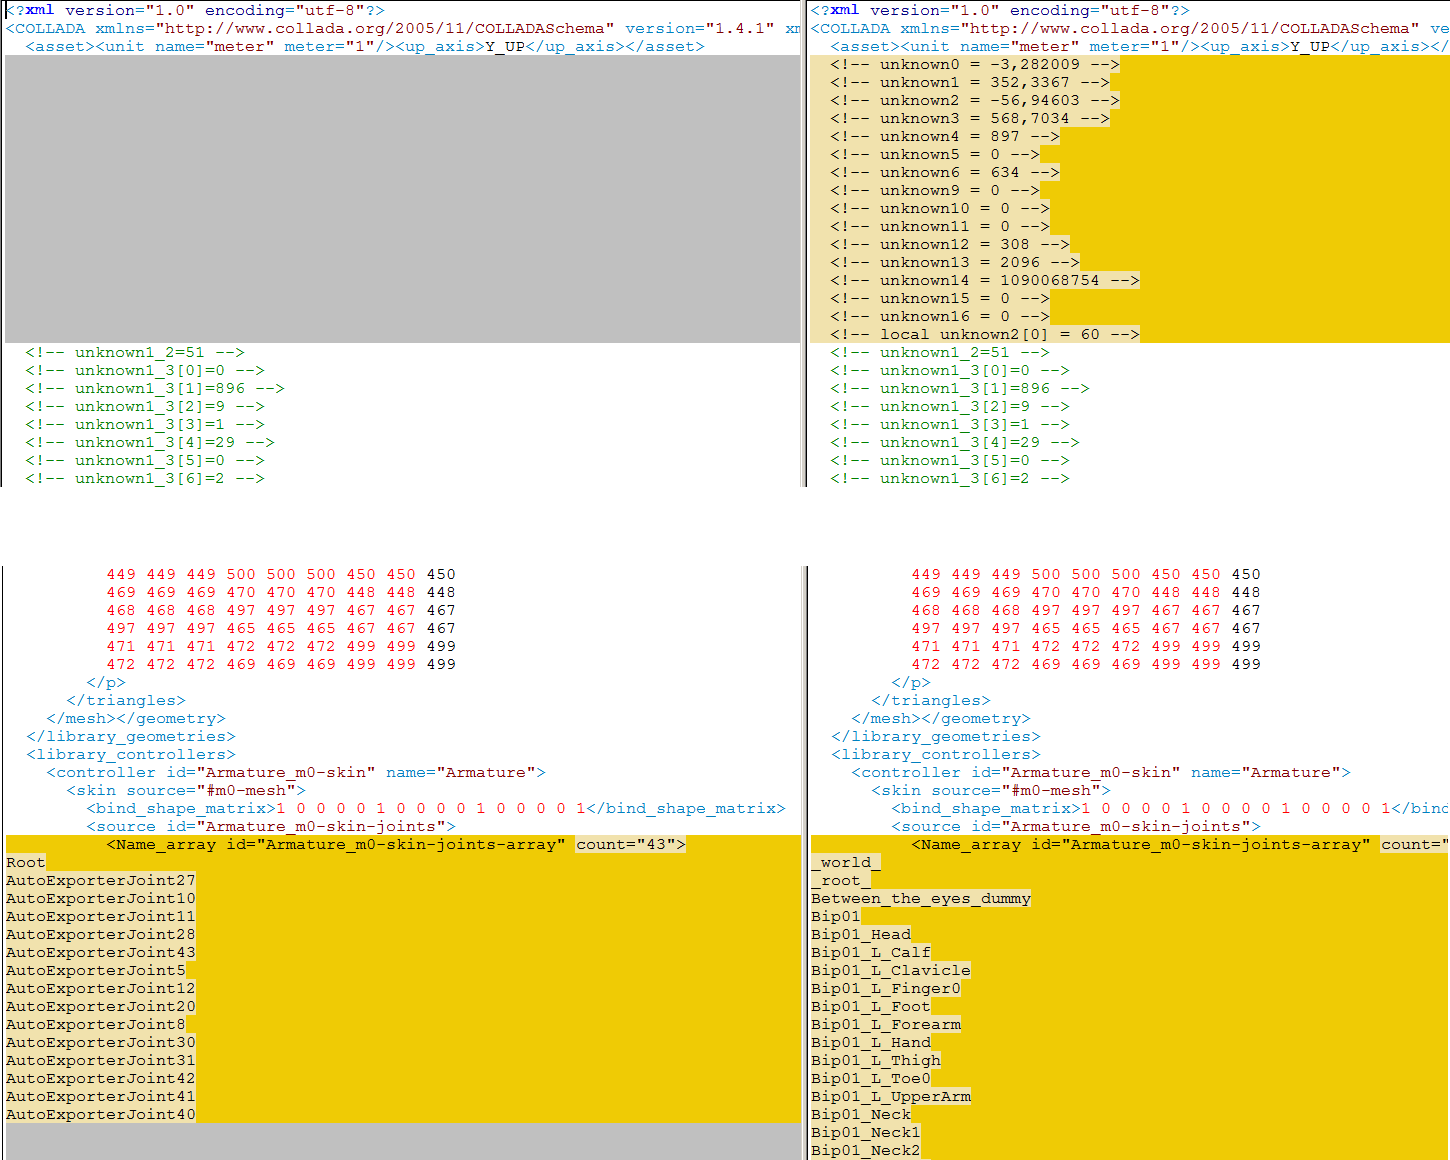 <?xml version="1.0" encoding="utf-8"?>
<COLLADA xmlns="http://www.collada.org/2005/11/COLLADASchema" version="1.4.1" xm
<asset><unit name="meter" meter="1"/><up_axis>Y_UP</up_axis></asset>
<!-- unknown1_2=51 -->
<!-- unknown1_3[0]=0 -->
<!-- unknown1_3[1]=896 -->
<!-- unknown1_3[2]=9 -->
<!-- unknown1_3[3]=1 -->
<!-- unknown1_3[4]=29 -->
<!-- unknown1_3[5]=0 -->
<!-- unknown1_3[6]=2 -->
<?xml version="1.0" encoding="utf-8"?>
<COLLADA xmlns="http://www.collada.org/2005/11/COLLADASchema" ve
<asset><unit name="meter" meter="1"/><up_axis>Y_UP</up_axis></
<!-- unknown0 = -3,282009 -->
<!-- unknown1 = 352,3367 -->
<!-- unknown2 = -56,94603 -->
<!-- unknown3 = 568,7034 -->
<!-- unknown4 = 897 -->
<!-- unknown5 = 0 -->
<!-- unknown6 = 634 -->
<!-- unknown9 = 0 -->
<!-- unknown10 = 0 -->
<!-- unknown11 = 0 -->
<!-- unknown12 = 308 -->
<!-- unknown13 = 2096 -->
<!-- unknown14 = 1090068754 -->
<!-- unknown15 = 0 -->
<!-- unknown16 = 0 -->
<!-- local unknown2[0] = 60 -->
<!-- unknown1_2=51 -->
<!-- unknown1_3[0]=0 -->
<!-- unknown1_3[1]=896 -->
<!-- unknown1_3[2]=9 -->
<!-- unknown1_3[3]=1 -->
<!-- unknown1_3[4]=29 -->
<!-- unknown1_3[5]=0 -->
<!-- unknown1_3[6]=2 -->
449 449 449 500 500 500 450 450 450
469 469 469 470 470 470 448 448 448
468 468 468 497 497 497 467 467 467
497 497 497 465 465 465 467 467 467
471 471 471 472 472 472 499 499 499
472 472 472 469 469 469 499 499 499
</p>
</triangles>
</mesh></geometry>
</library_geometries>
<library_controllers>
<controller id="Armature_m0-skin" name="Armature">
<skin source="#m0-mesh">
<bind_shape_matrix>1 0 0 0 0 1 0 0 0 0 1 0 0 0 0 1</bind_shape_matrix>
<source id="Armature_m0-skin-joints">
<Name_array id="Armature_m0-skin-joints-array" count="43">
Root
AutoExporterJoint27
AutoExporterJoint10
AutoExporterJoint11
AutoExporterJoint28
AutoExporterJoint43
AutoExporterJoint5
AutoExporterJoint12
AutoExporterJoint20
AutoExporterJoint8
AutoExporterJoint30
AutoExporterJoint31
AutoExporterJoint42
AutoExporterJoint41
AutoExporterJoint40
449 449 449 500 500 500 450 450 450
469 469 469 470 470 470 448 448 448
468 468 468 497 497 497 467 467 467
497 497 497 465 465 465 467 467 467
471 471 471 472 472 472 499 499 499
472 472 472 469 469 469 499 499 499
</p>
</triangles>
</mesh></geometry>
</library_geometries>
<library_controllers>
<controller id="Armature_m0-skin" name="Armature">
<skin source="#m0-mesh">
<bind_shape_matrix>1 0 0 0 0 1 0 0 0 0 1 0 0 0 0 1</bind
<source id="Armature_m0-skin-joints">
<Name_array id="Armature_m0-skin-joints-array" count="
_world_
_root_
Between_the_eyes_dummy
Bip01
Bip01_Head
Bip01_L_Calf
Bip01_L_Clavicle
Bip01_L_Finger0
Bip01_L_Foot
Bip01_L_Forearm
Bip01_L_Hand
Bip01_L_Thigh
Bip01_L_Toe0
Bip01_L_UpperArm
Bip01_Neck
Bip01_Neck1
Bip01_Neck2